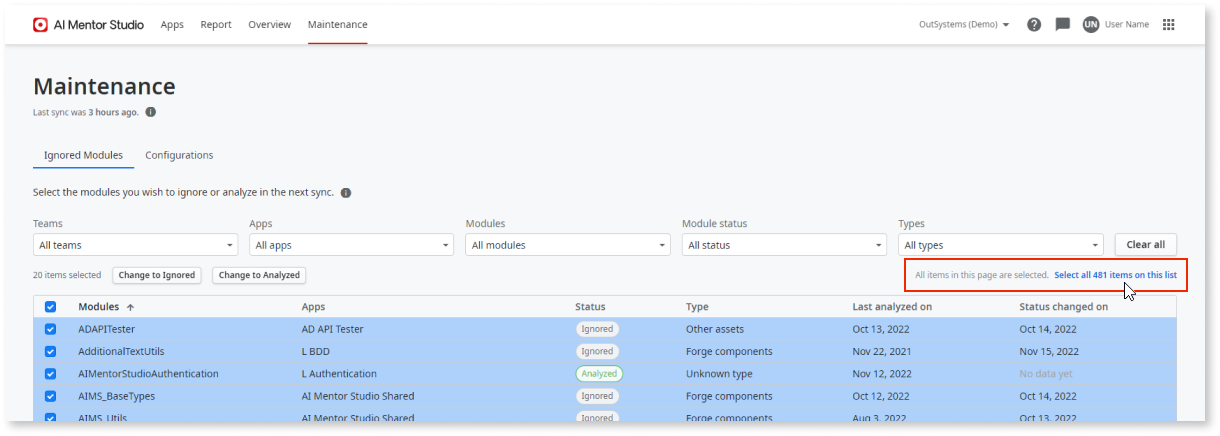 AI Mentor Studio Apps Report Overview Maintenance OutSystems (Demo) ? UN User Name
Maintenance
Last sync was 3 hours ago. i
Ignored Modules Configurations
Select the modules you wish to ignore or analyze in the next sync. i
Teams Apps Modules Module status Types
All teams All apps All modules All status All types Clear all
20 items selected Change to Ignored Change to Analyzed All items in this page are selected. Select all 481 items on this list
Modules ↑ Apps Status Type Last analyzed on Status changed on
ADAPITester AD API Tester Ignored Other assets Oct 13, 2022 Oct 14, 2022
AdditionalTextUtils L BDD Ignored Forge components Nov 22, 2021 Nov 15, 2022
AIMentorStudioAuthentication L Authentication Analyzed Unknown type Nov 12, 2022 No data yet
AIMS_BaseTypes AI Mentor Studio Shared Ignored Forge components Oct 12, 2022 Oct 14, 2022
AIMS_Utils AI Mentor Studio Shared Ignored Forge components Aug 3, 2022 Oct 13, 2022